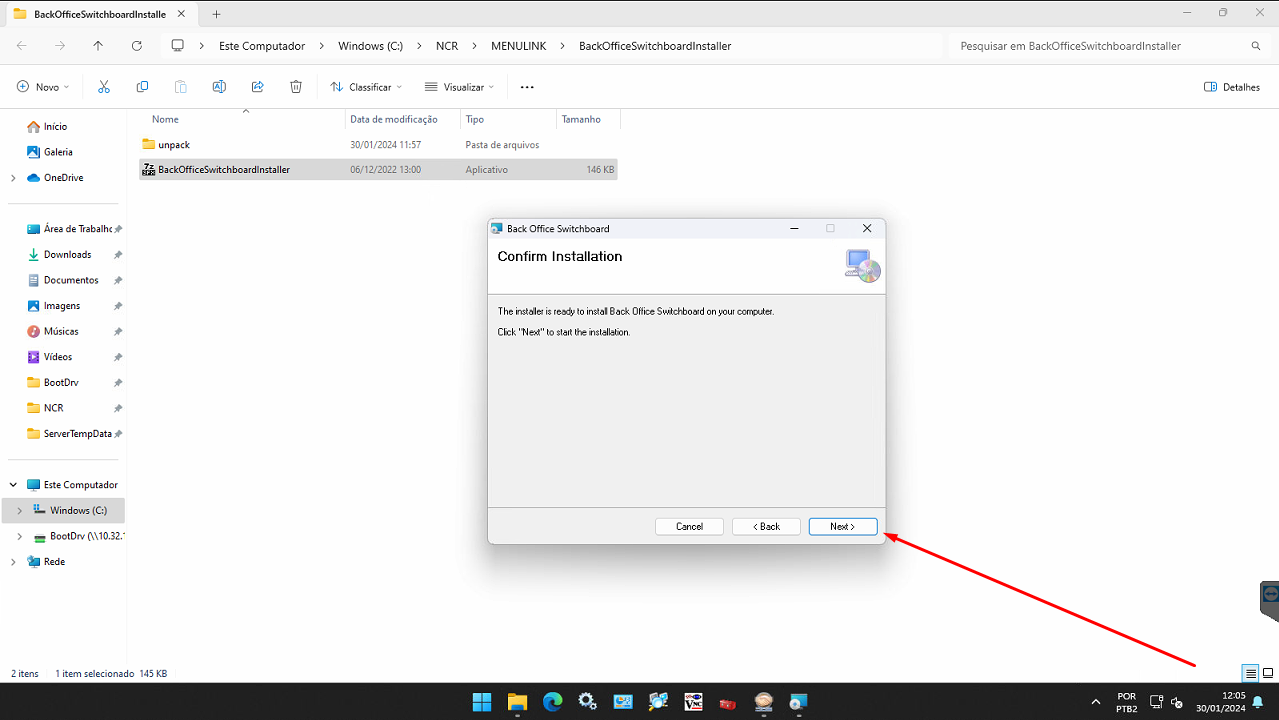 BackOfficeSwitchboardInstalle
Este Computador > Windows (C:) > NCR > MENULINK > BackOfficeSwitchboardInstaller
Pesquisar em BackOfficeSwitchboardInstaller
Novo
Classificar
Visualizar
Detalhes
Nome Data de modificação Tipo Tamanho
unpack 30/01/2024 11:57 Pasta de arquivos
BackOfficeSwitchboardInstaller 06/12/2022 13:00 Aplicativo 146 KB
Início
Galeria
OneDrive
Área de Trabalho
Downloads
Documentos
Imagens
Músicas
Vídeos
BootDrv
NCR
ServerTempData
Este Computador
Windows (C:)
BootDrv (\\10.32.1
Rede
Back Office Switchboard
Confirm Installation
The installer is ready to install Back Office Switchboard on your computer.
Click "Next" to start the installation.
Cancel
< Back
Next >
2 itens 1 item selecionado 145 KB
POR
PTB2
12:05
30/01/2024